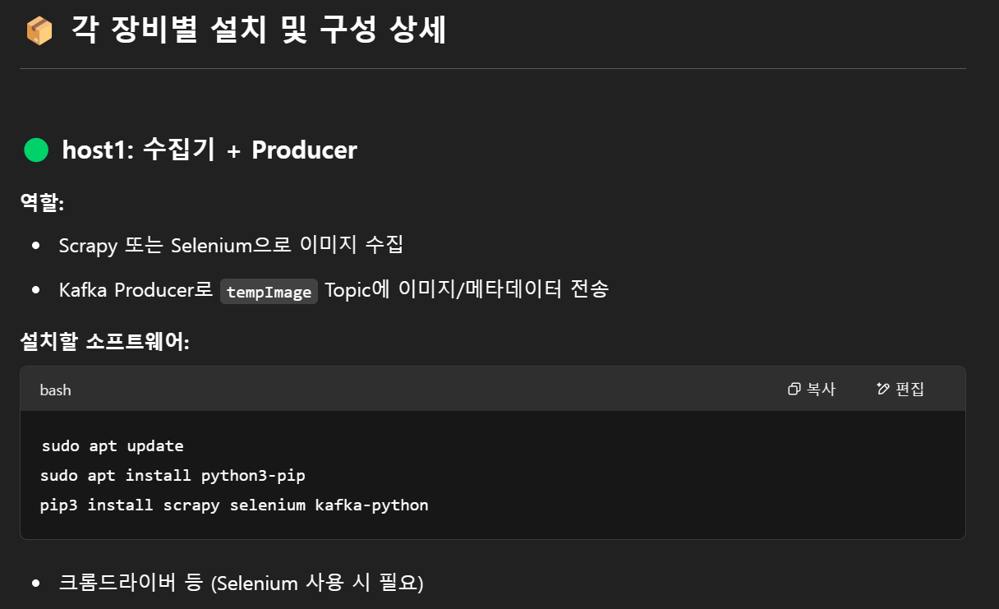 📦 각 장비별 설치 및 구성 상세
🟢 host1: 수집기 + Producer
역할:
• Scrapy 또는 Selenium으로 이미지 수집
• Kafka Producer로 tempImage Topic에 이미지/메타데이터 전송
설치할 소프트웨어:
bash 복사 편집
sudo apt update
sudo apt install python3-pip
pip3 install scrapy selenium kafka-python
• 크롬드라이버 등 (Selenium 사용 시 필요)